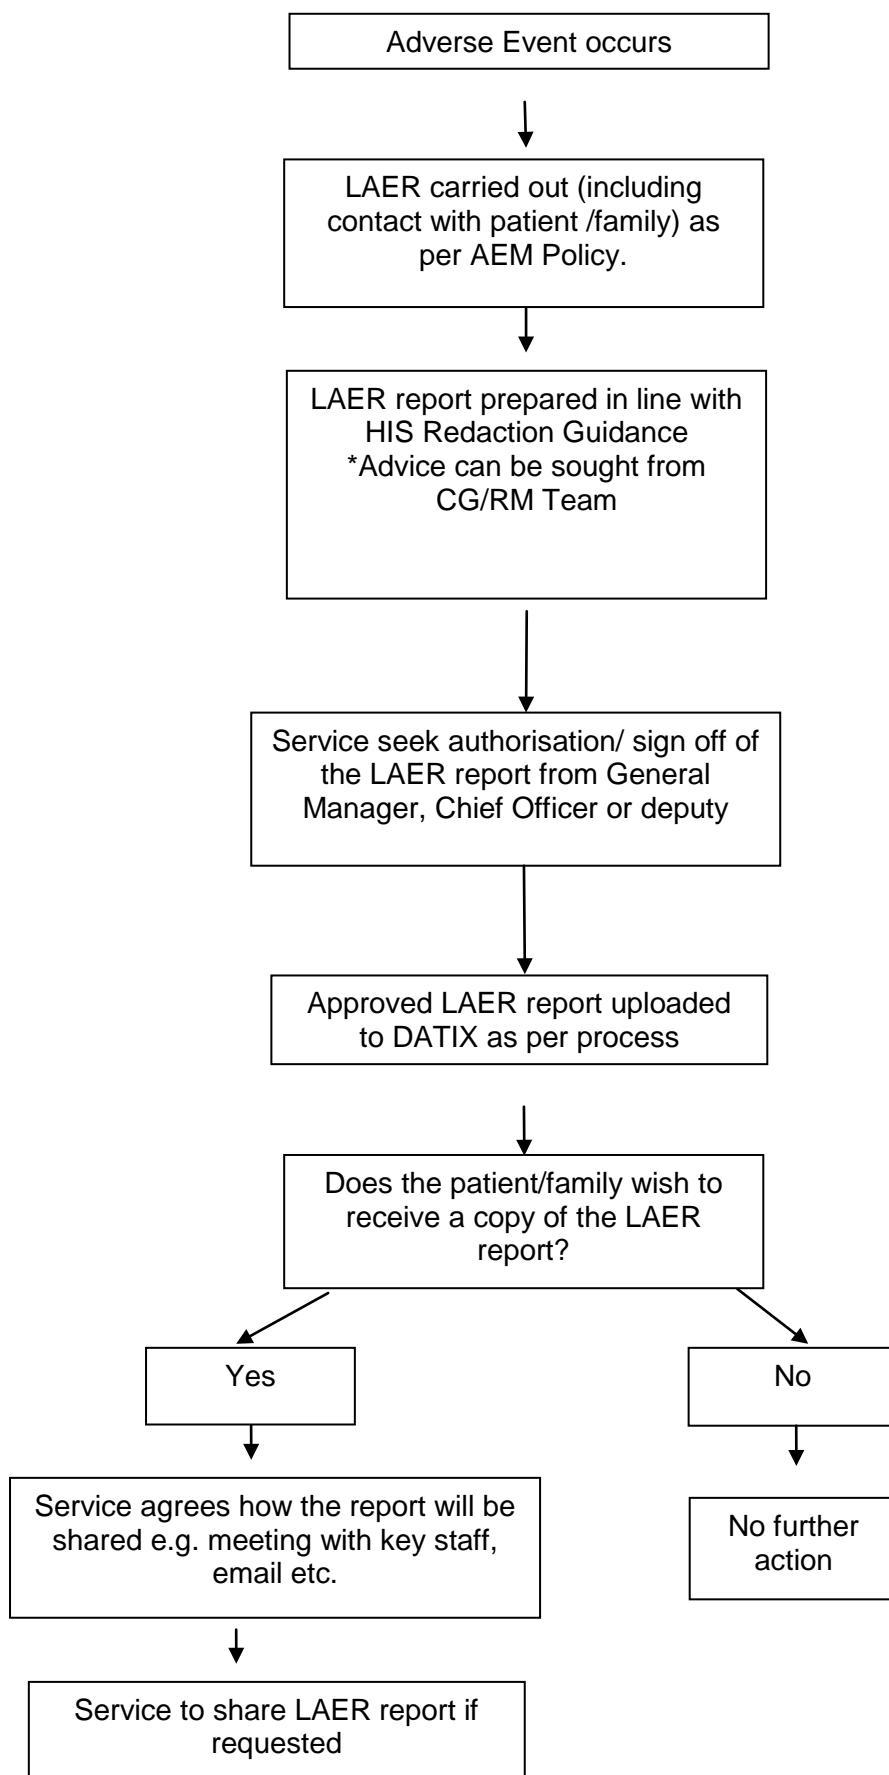 Adverse Event occurs
LAER carried out (including
contact with patient /family) as
per AEM Policy.
LAER report prepared in line with
HIS Redaction Guidance
*Advice can be sought from
CG/RM Team
Service seek authorisation/ sign off of
the LAER report from General
Manager, Chief Officer or deputy
Approved LAER report uploaded
to DATIX as per process
Does the patient/family wish to
receive a copy of the LAER
report?
Yes
No
Service agrees how the report will be
shared e.g. meeting with key staff,
email etc.
No further
action
Service to share LAER report if
requested